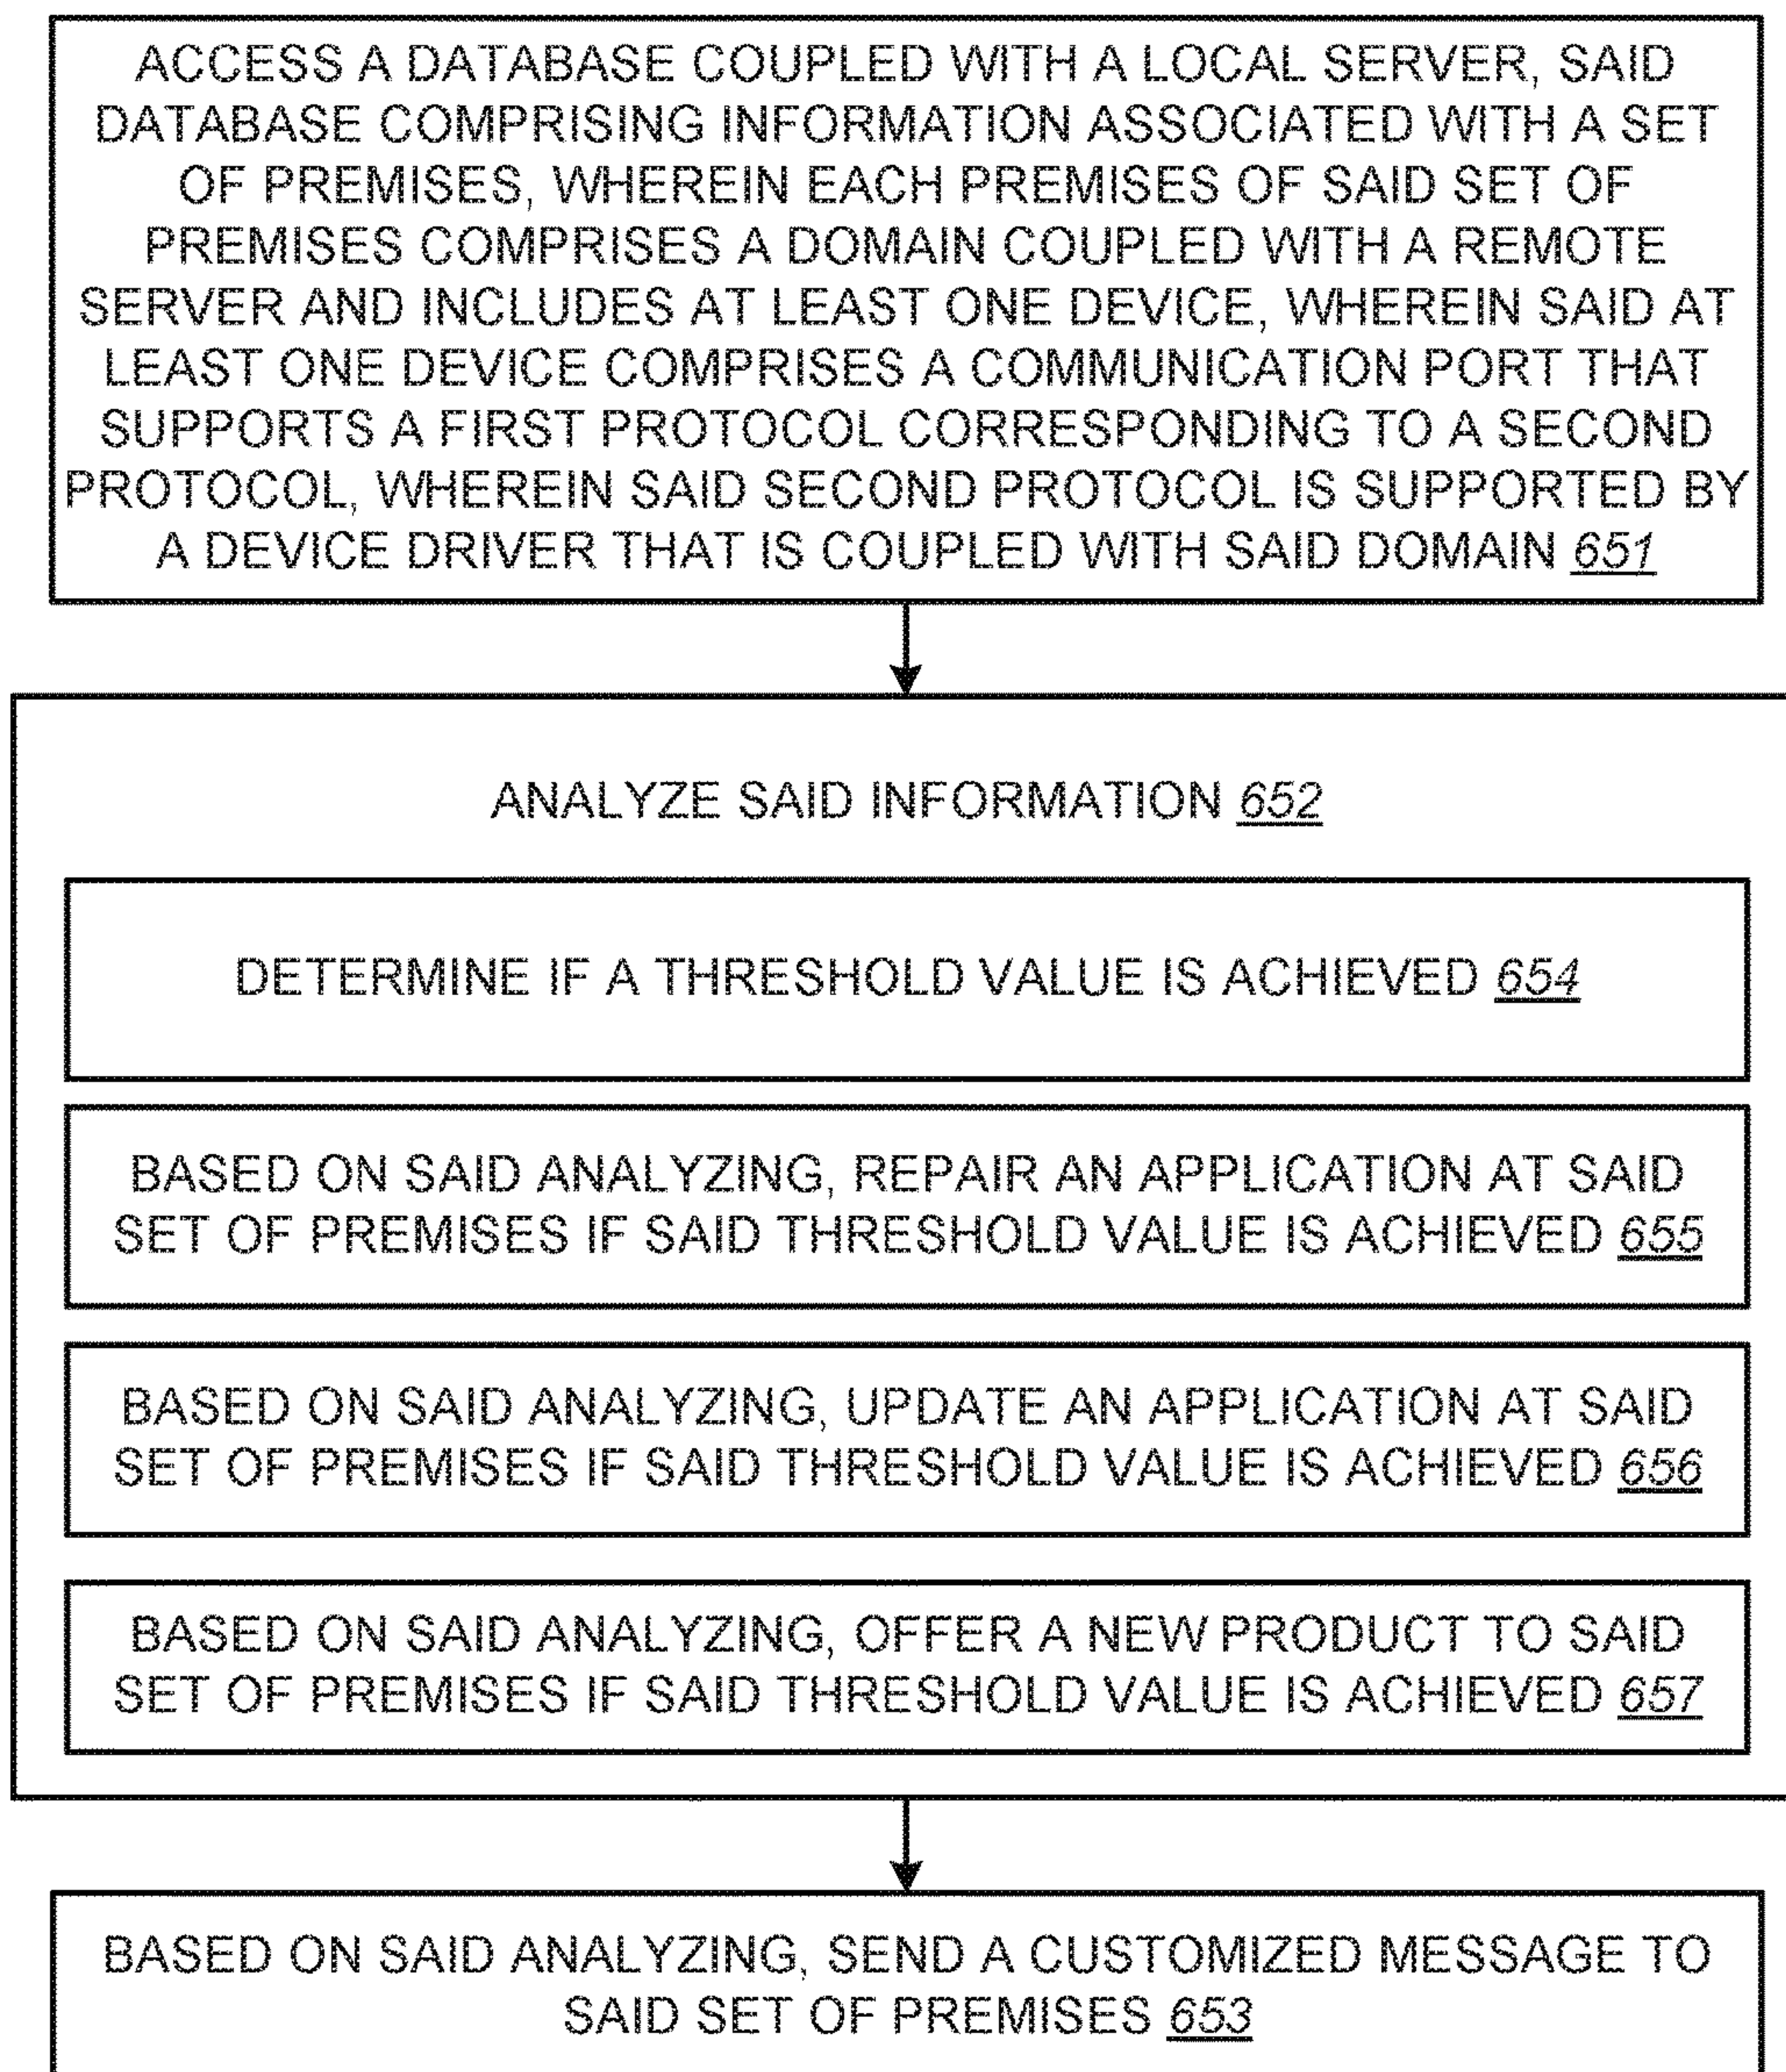 ACCESS A DATABASE COUPLED WITH A LOCAL SERVER, SAID
DATABASE COMPRISING INFORMATION ASSOCIATED WITH A SET
OF PREMISES, WHEREIN EACH PREMISES OF SAID SET OF
PREMISES COMPRISES A DOMAIN COUPLED WITH A REMOTE
SERVER AND INCLUDES AT LEAST ONE DEVICE, WHEREIN SAID AT
LEAST ONE DEVICE COMPRISES A COMMUNICATION PORT THAT
SUPPORTS A FIRST PROTOCOL CORRESPONDING TO A SECOND
PROTOCOL, WHEREIN SAID SECOND PROTOCOL IS SUPPORTED BY
A DEVICE DRIVER THAT IS COUPLED WITH SAID DOMAIN 651
ANALYZE SAID INFORMATION 652
DETERMINE IF A THRESHOLD VALUE IS ACHIEVED 654
BASED ON SAID ANALYZING, REPAIR AN APPLICATION AT SAID
SET OF PREMISES IF SAID THRESHOLD VALUE IS ACHIEVED 655
BASED ON SAID ANALYZING, UPDATE AN APPLICATION AT SAID
SET OF PREMISES IF SAID THRESHOLD VALUE IS ACHIEVED 656
BASED ON SAID ANALYZING, OFFER A NEW PRODUCT TO SAID
SET OF PREMISES IF SAID THRESHOLD VALUE IS ACHIEVED 657
BASED ON SAID ANALYZING, SEND A CUSTOMIZED MESSAGE TO
SAID SET OF PREMISES 653